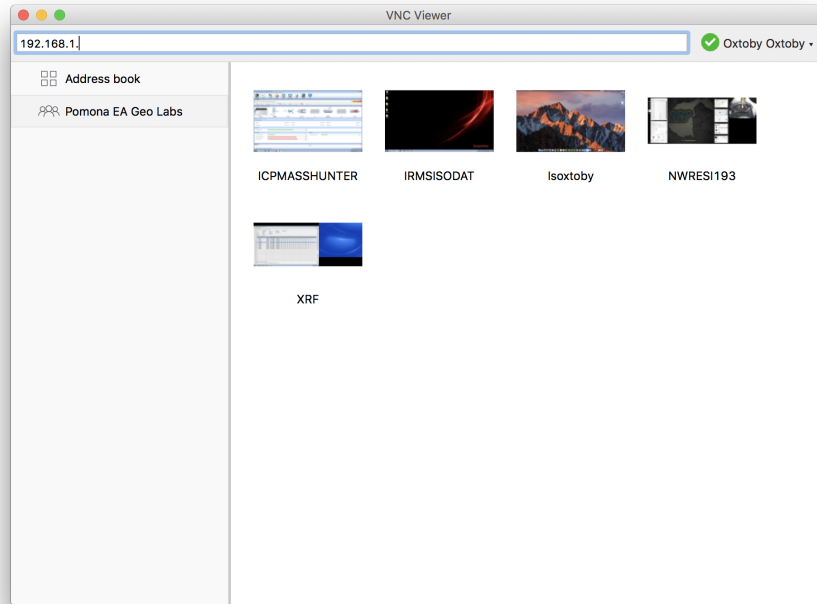 VNC Viewer
192.168.1.
Oxtoby Oxtoby
Address book
Pomona EA Geo Labs
ICPMASSHUNTER
IRMSISODAT
lsoxtoby
NWRESI193
XRF